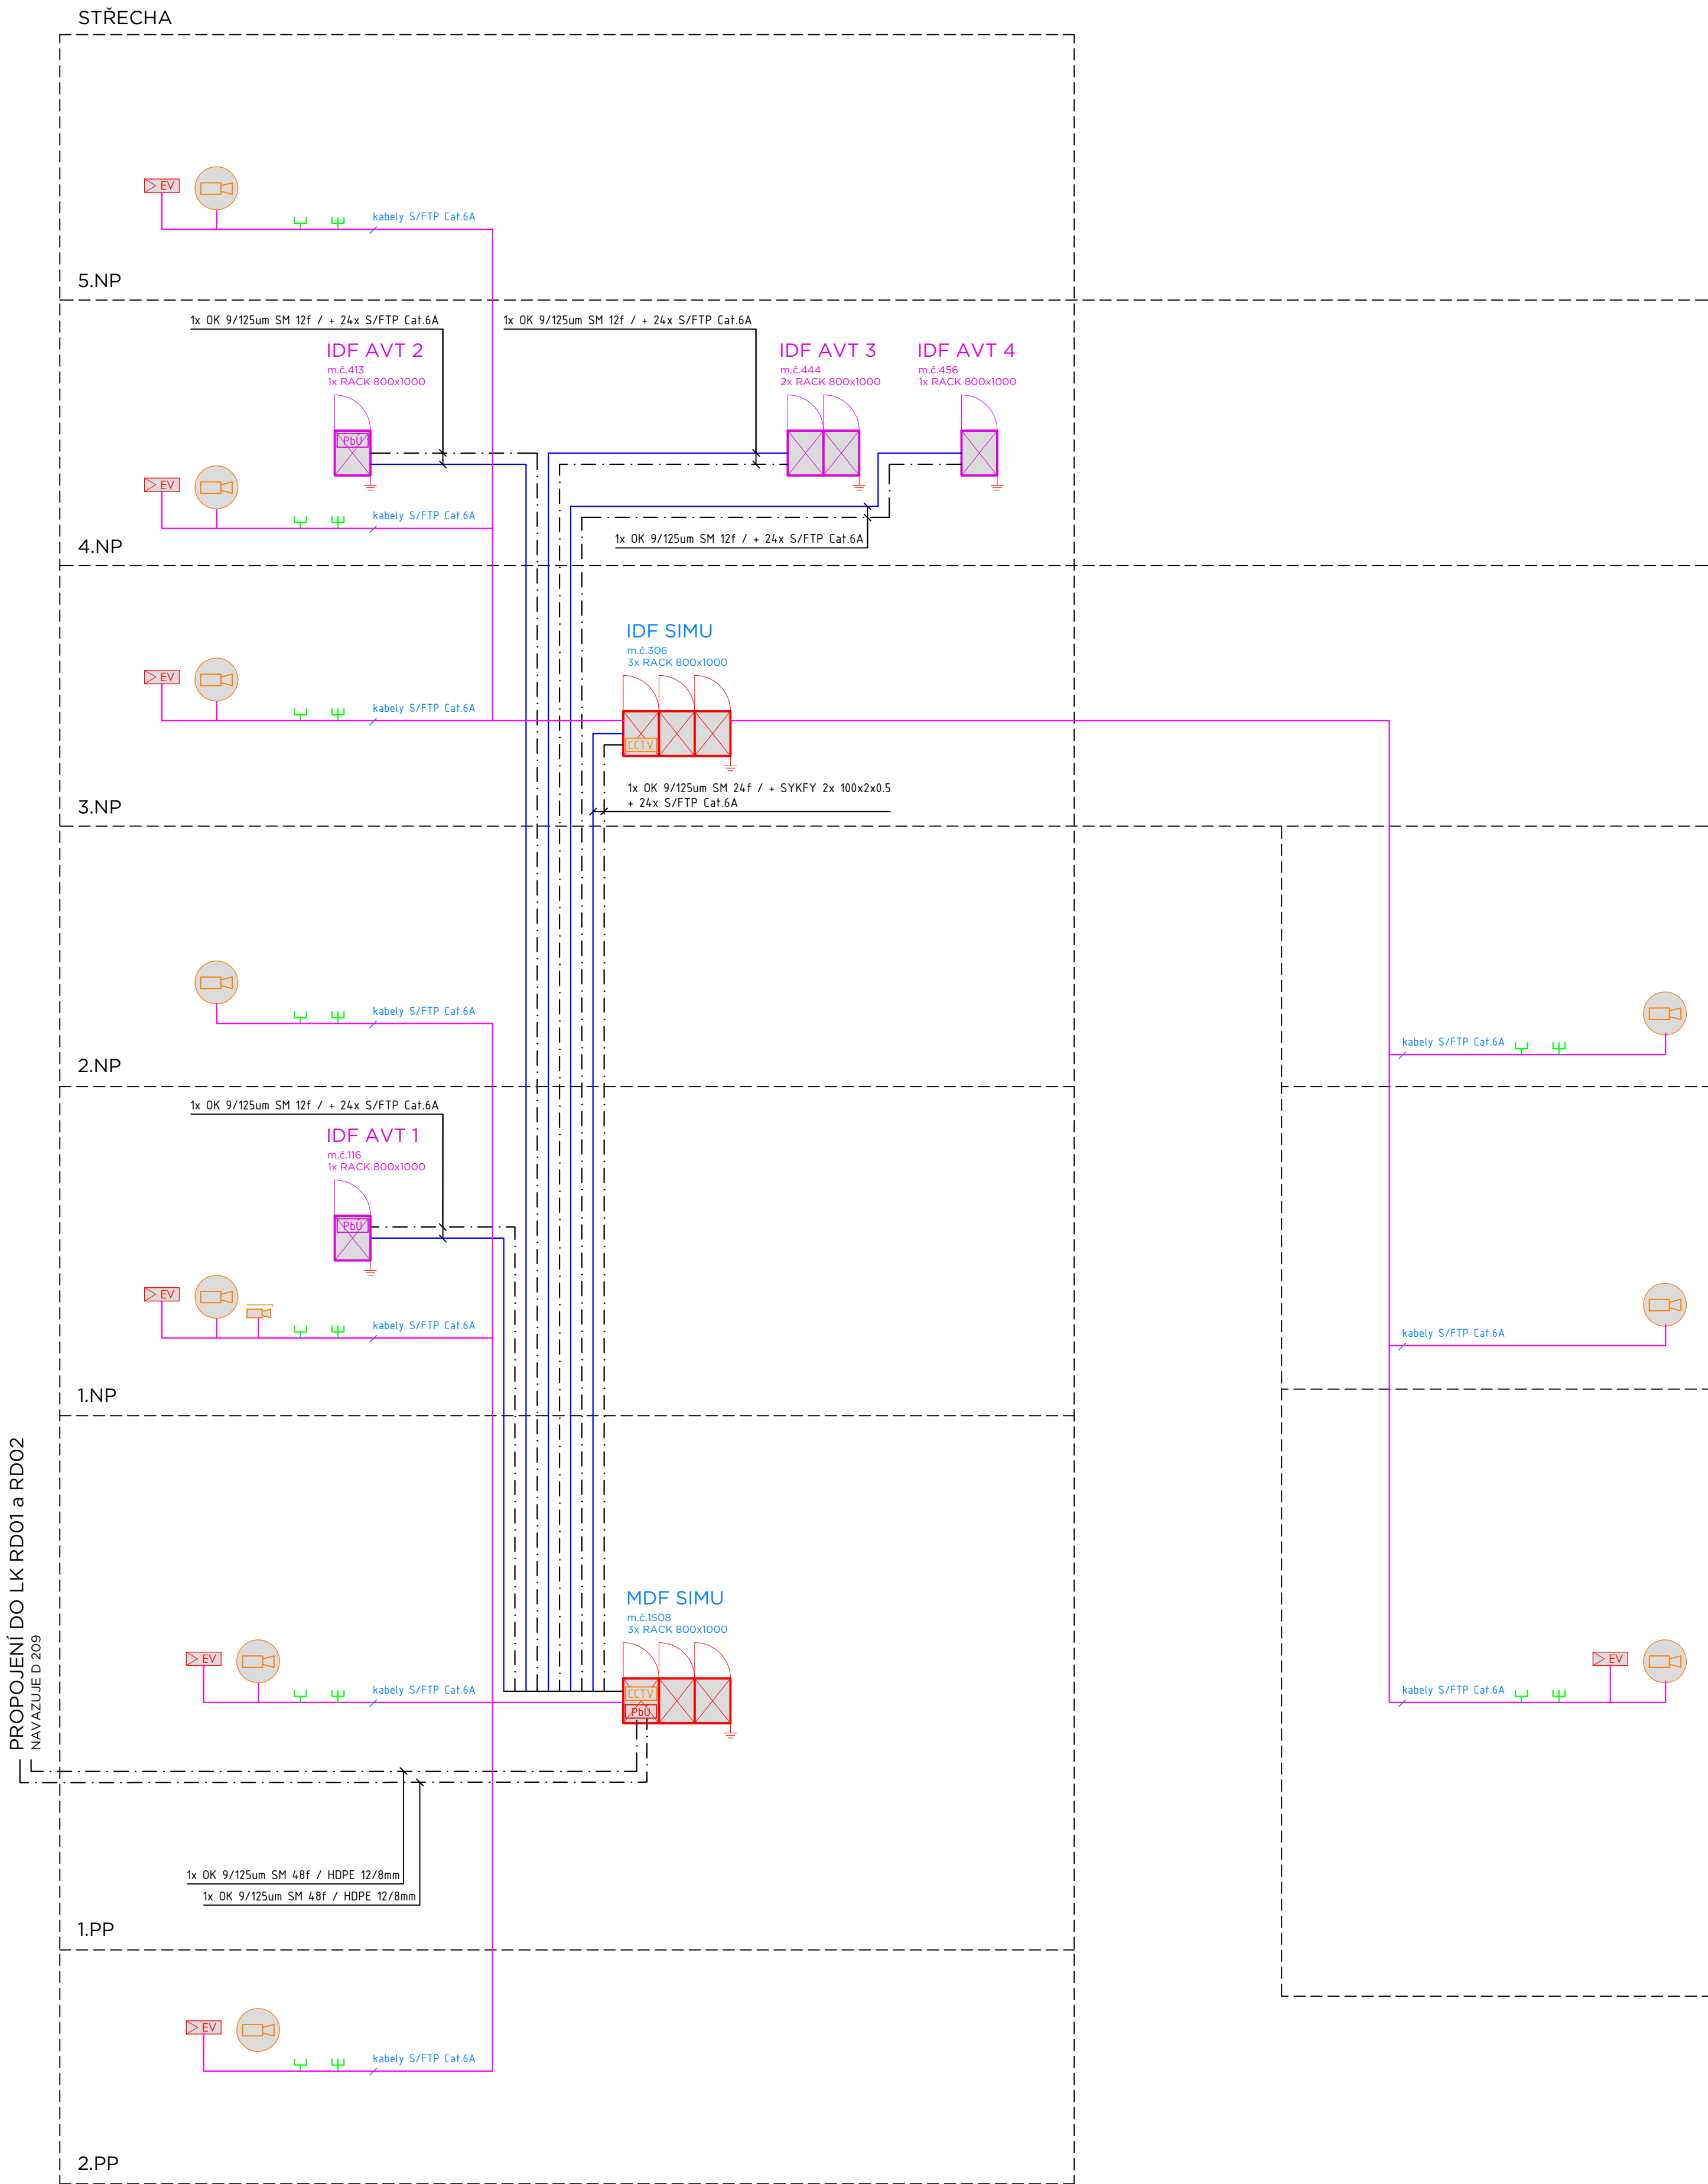 STŘECHA
EV
kabely S/FTP Cat.6A
5.NP
1x OK 9/125um SM 12f / + 24x S/FTP Cat.6A
1x OK 9/125um SM 12f / + 24x S/FTP Cat.6A
IDF AVT 2
m.č.413
1x RACK 800x1000
PbÚ
IDF AVT 3
m.č.444
2x RACK 800x1000
IDF AVT 4
m.č.456
1x RACK 800x1000
EV
kabely S/FTP Cat.6A
1x OK 9/125um SM 12f / + 24x S/FTP Cat.6A
4.NP
IDF SIMU
m.č.306
3x RACK 800x1000
CCTV
EV
kabely S/FTP Cat.6A
1x OK 9/125um SM 24f / + SYKFY 2x 100x2x0.5
+ 24x S/FTP Cat.6A
3.NP
kabely S/FTP Cat.6A
kabely S/FTP Cat.6A
2.NP
1x OK 9/125um SM 12f / + 24x S/FTP Cat.6A
IDF AVT 1
m.č.116
1x RACK 800x1000
PbÚ
EV
kabely S/FTP Cat.6A
kabely S/FTP Cat.6A
1.NP
PROPOJENÍ DO LK RD01 a RD02
NAVAZUJE D 209
MDF SIMU
m.č.1S08
3x RACK 800x1000
CCTV
PbÚ
EV
kabely S/FTP Cat.6A
kabely S/FTP Cat.6A
EV
1x OK 9/125um SM 48f / HDPE 12/8mm
1x OK 9/125um SM 48f / HDPE 12/8mm
1.PP
EV
kabely S/FTP Cat.6A
2.PP